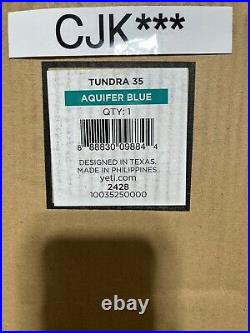 CJK***
TUNDRA 35
AQUIFER BLUE
QTY: 1
8 88830 09884 4
DESIGNED IN TEXAS.
MADE IN PHILIPPINES
yeti.com
2428
10035250000